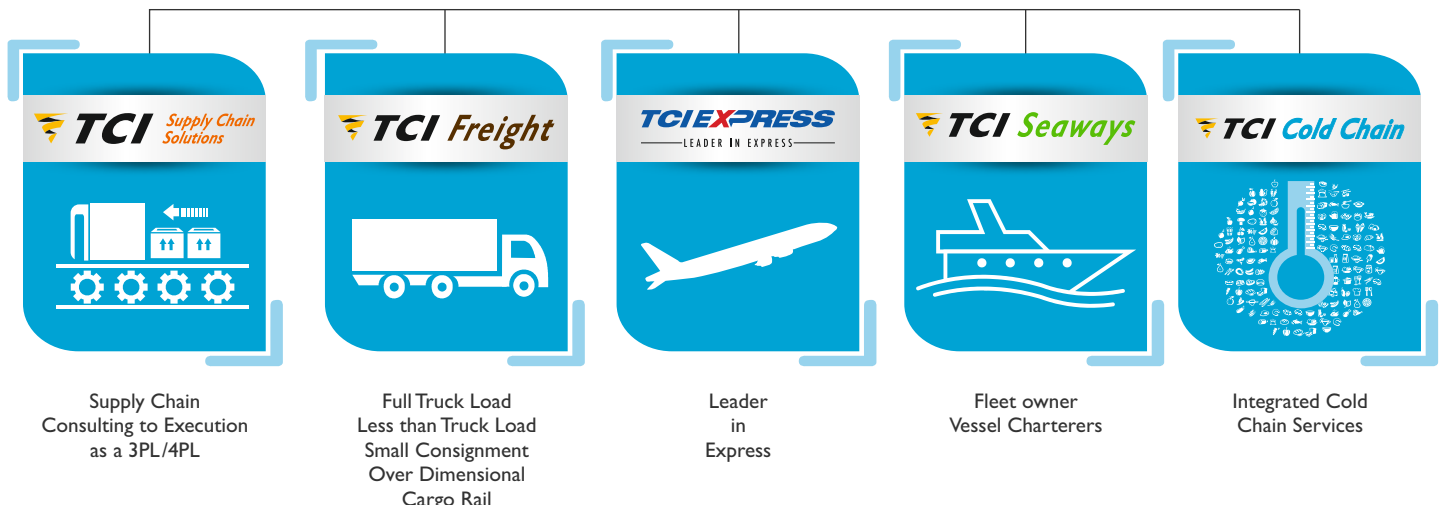 TCI Supply Chain
Solutions
TCI Freight
TCI EXPRESS
LEADER IN EXPRESS
TCI Seaways
TCI Cold Chain
Supply Chain
Consulting to Execution
as a 3PL/4PL
Full Truck Load
Less than Truck Load
Small Consignment
Over Dimensional
Cargo Rail
Leader
in
Express
Fleet owner
Vessel Charterers
Integrated Cold
Chain Services